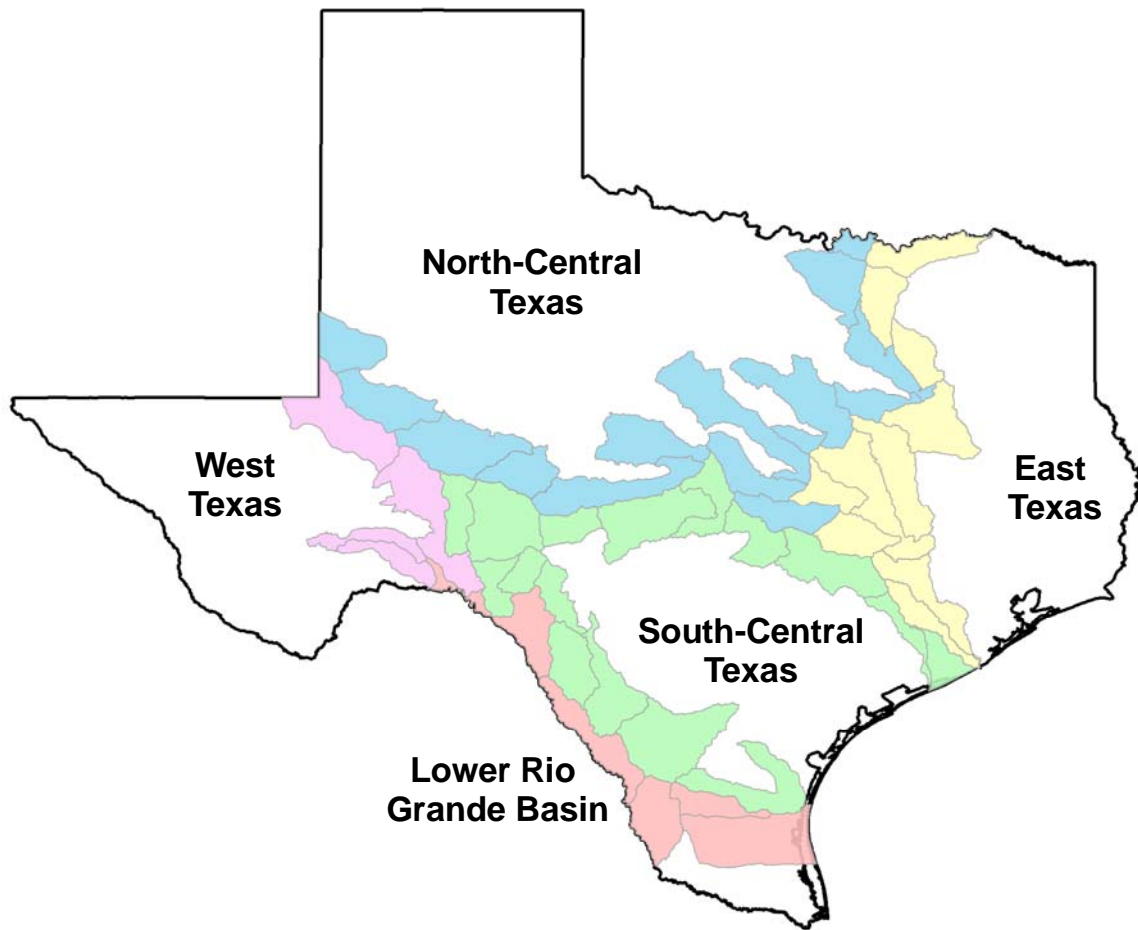 North-Central
Texas
West
Texas
East
Texas
South-Central
Texas
Lower Rio
Grande Basin